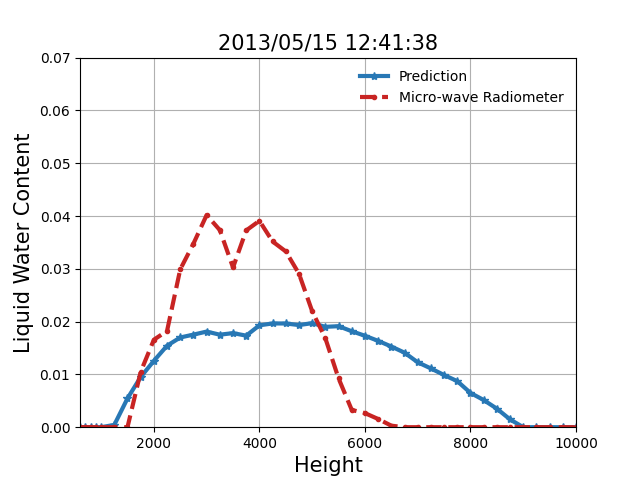 2013/05/15 12:41:38
0.07
0.06
0.05
0.04
0.03
0.02
0.01
0.00
Liquid Water Content
Prediction
Micro-wave Radiometer
2000 4000 6000 8000 10000
Height